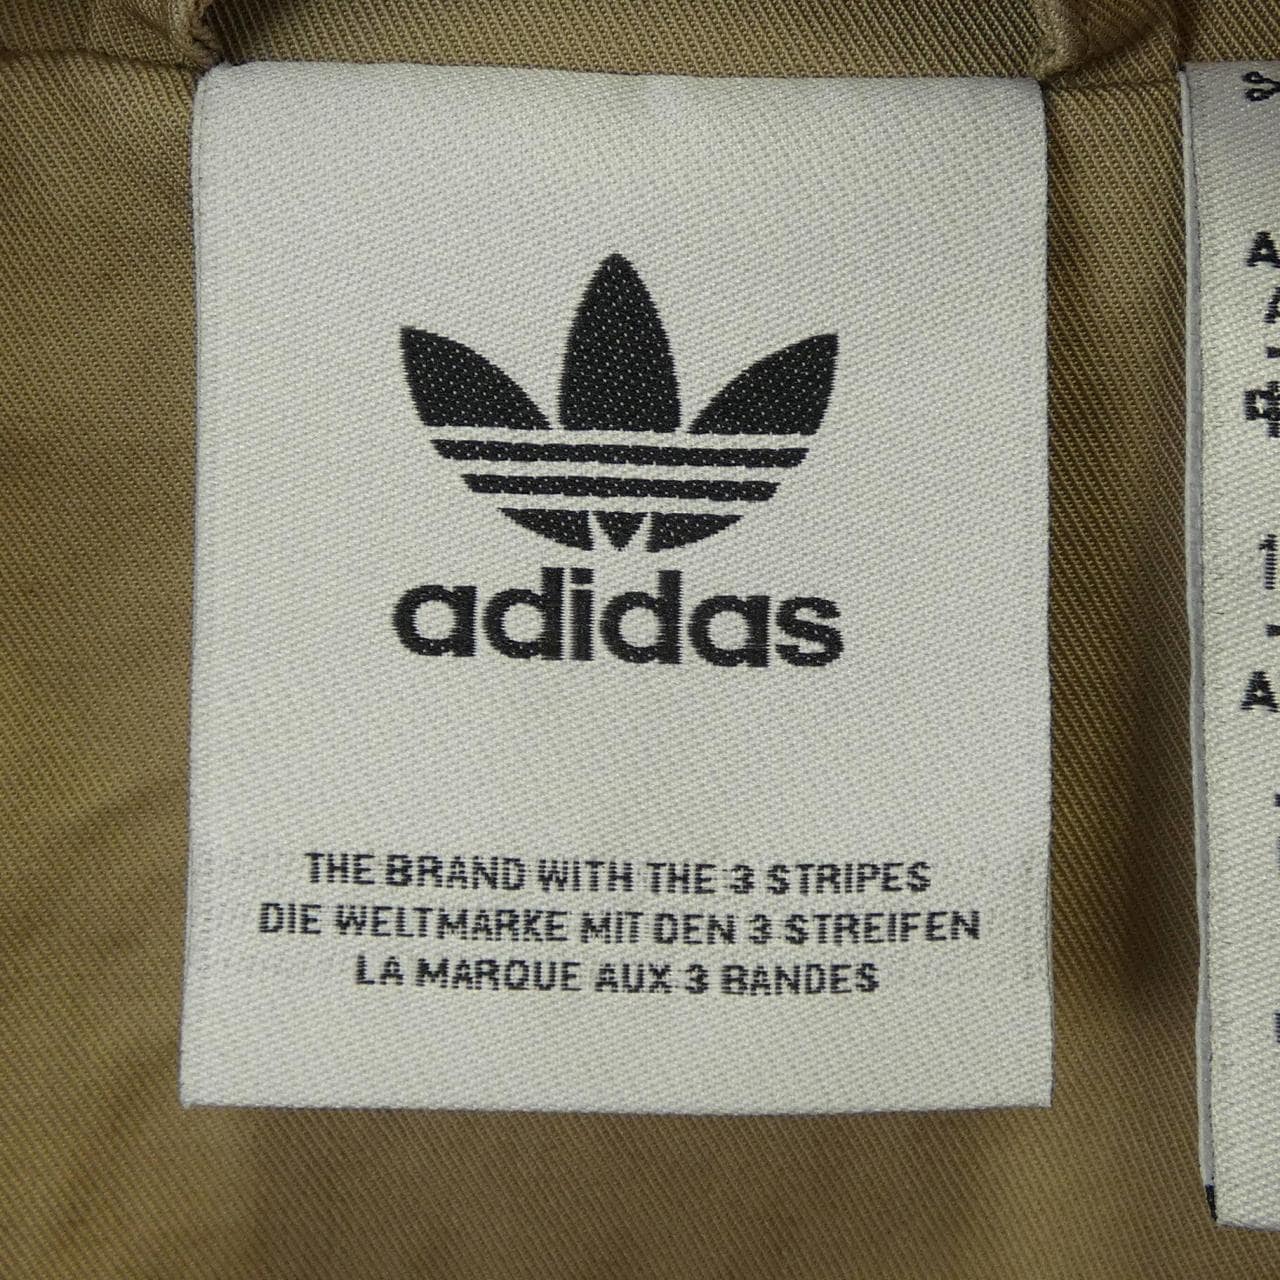 adidas
THE BRAND WITH THE 3 STRIPES
DIE WELTMARKE MIT DEN 3 STREIFEN
LA MARQUE AUX 3 BANDES